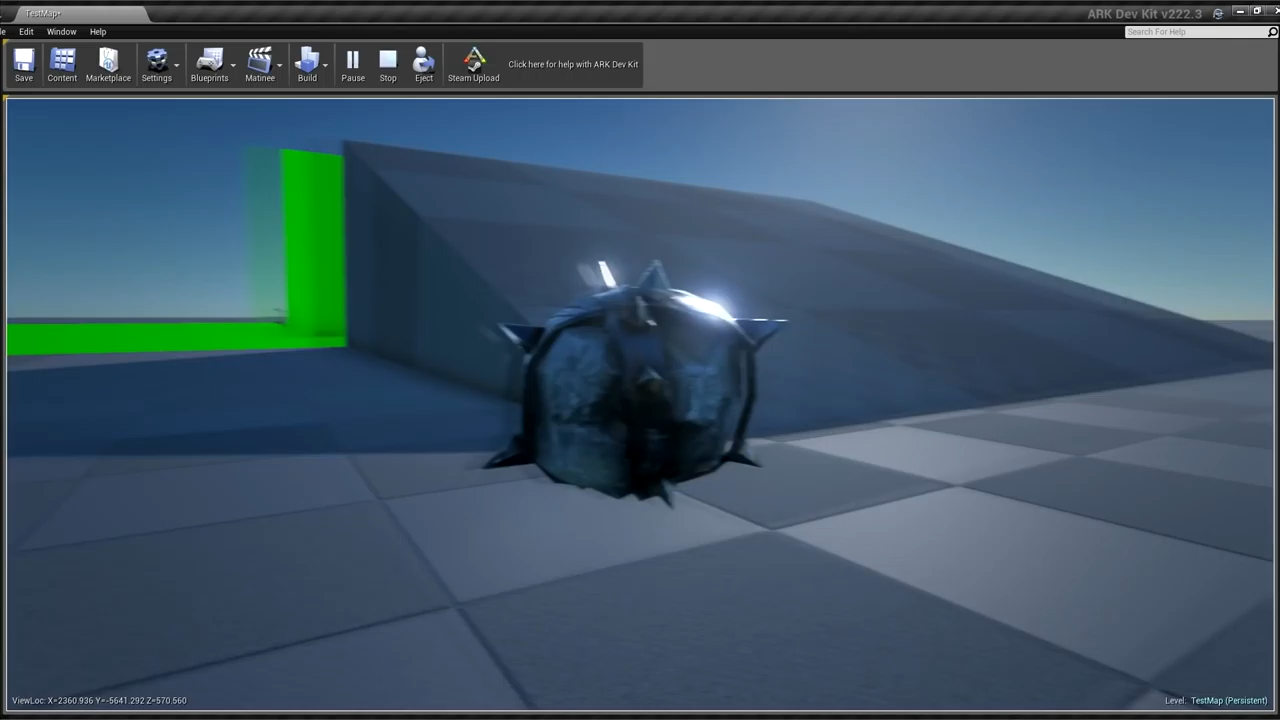 TestMap•
ARK Dev Kit v222.3
Edit Window Help
Search For Help
Save Content Marketplace Settings Blueprints Matinee Build Pause Stop Eject Steam Upload Click here for help with ARK Dev Kit
ViewLoc: X=2360.936 Y=-5641.292 Z=570.560
Level: TestMap (Persistent)